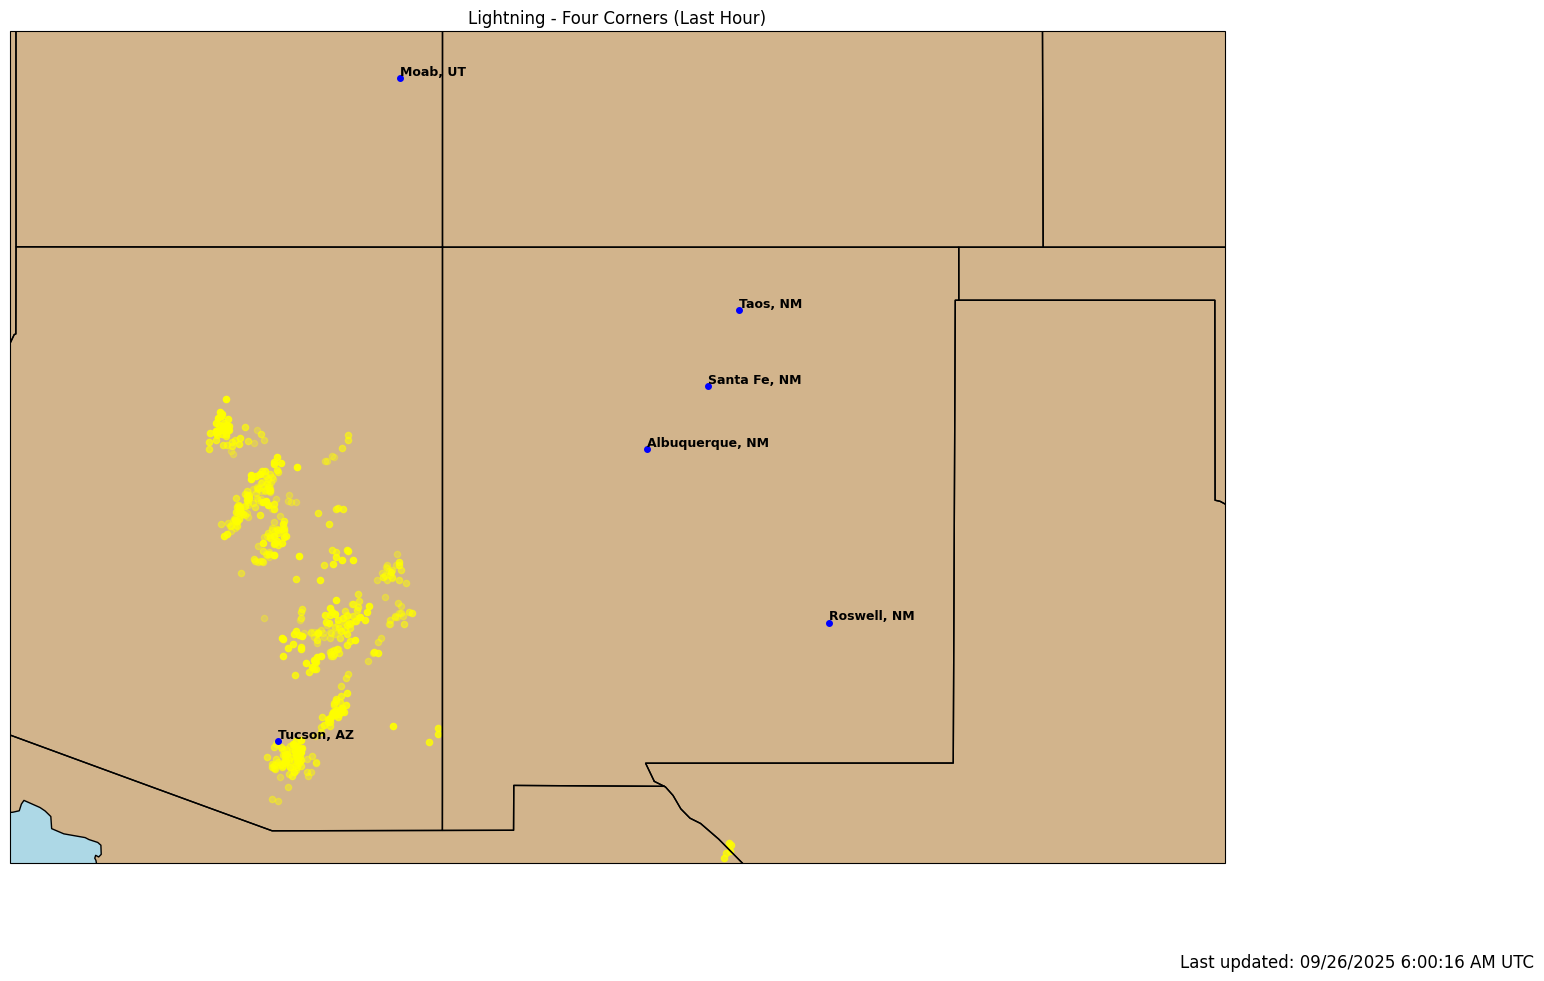 Lightning - Four Corners (Last Hour)
Moab, UT
Taos, NM
Santa Fe, NM
Albuquerque, NM
Roswell, NM
Tucson, AZ
Last updated: 09/26/2025 6:00:16 AM UTC